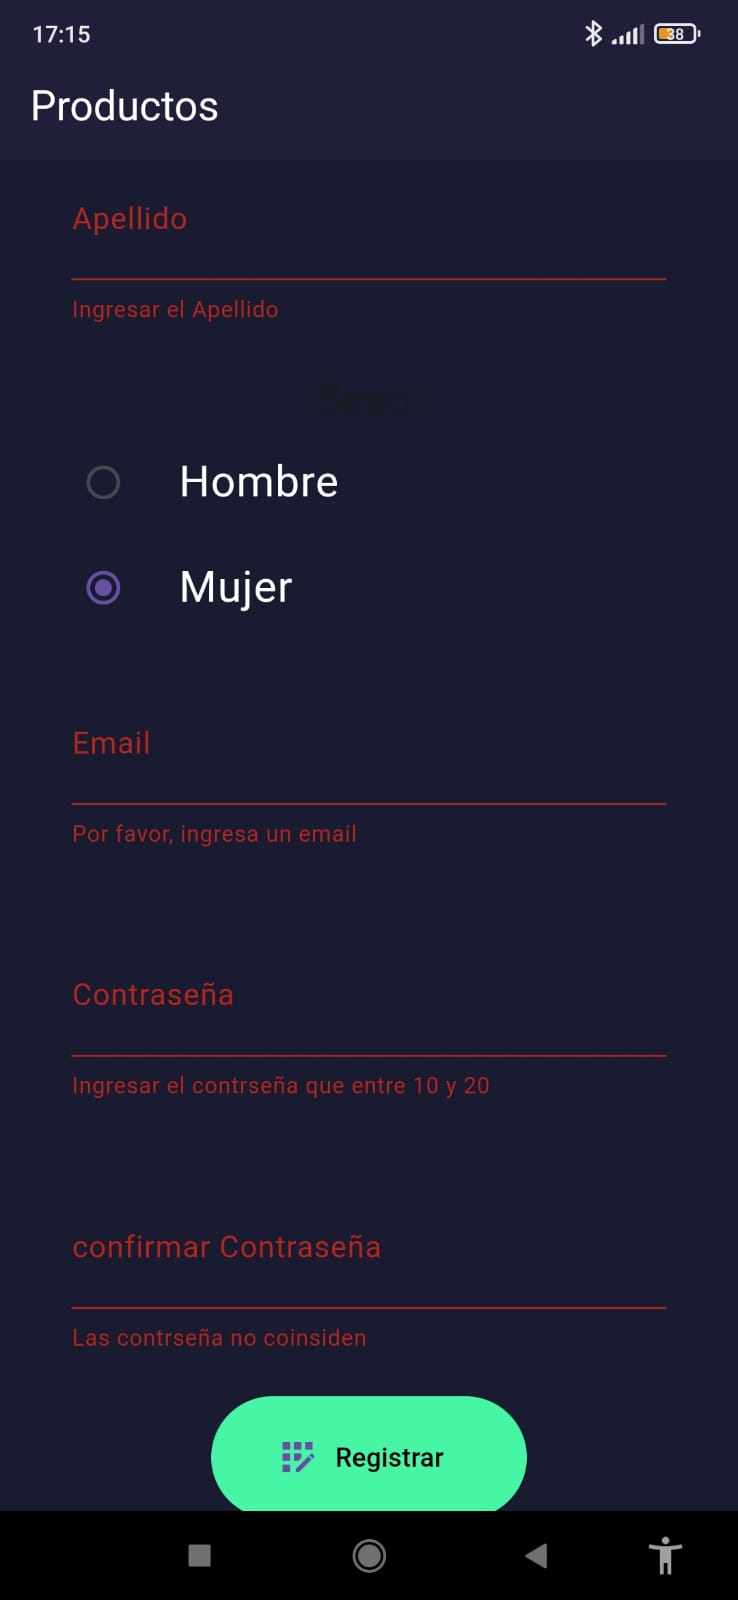 17:15
38
Productos
Apellido
Ingresar el Apellido
Sexo:
Hombre
Mujer
Email
Por favor, ingresa un email
Contraseña
Ingresar el contrseña que entre 10 y 20
confirmar Contraseña
Las contrseña no coinsiden
Registrar